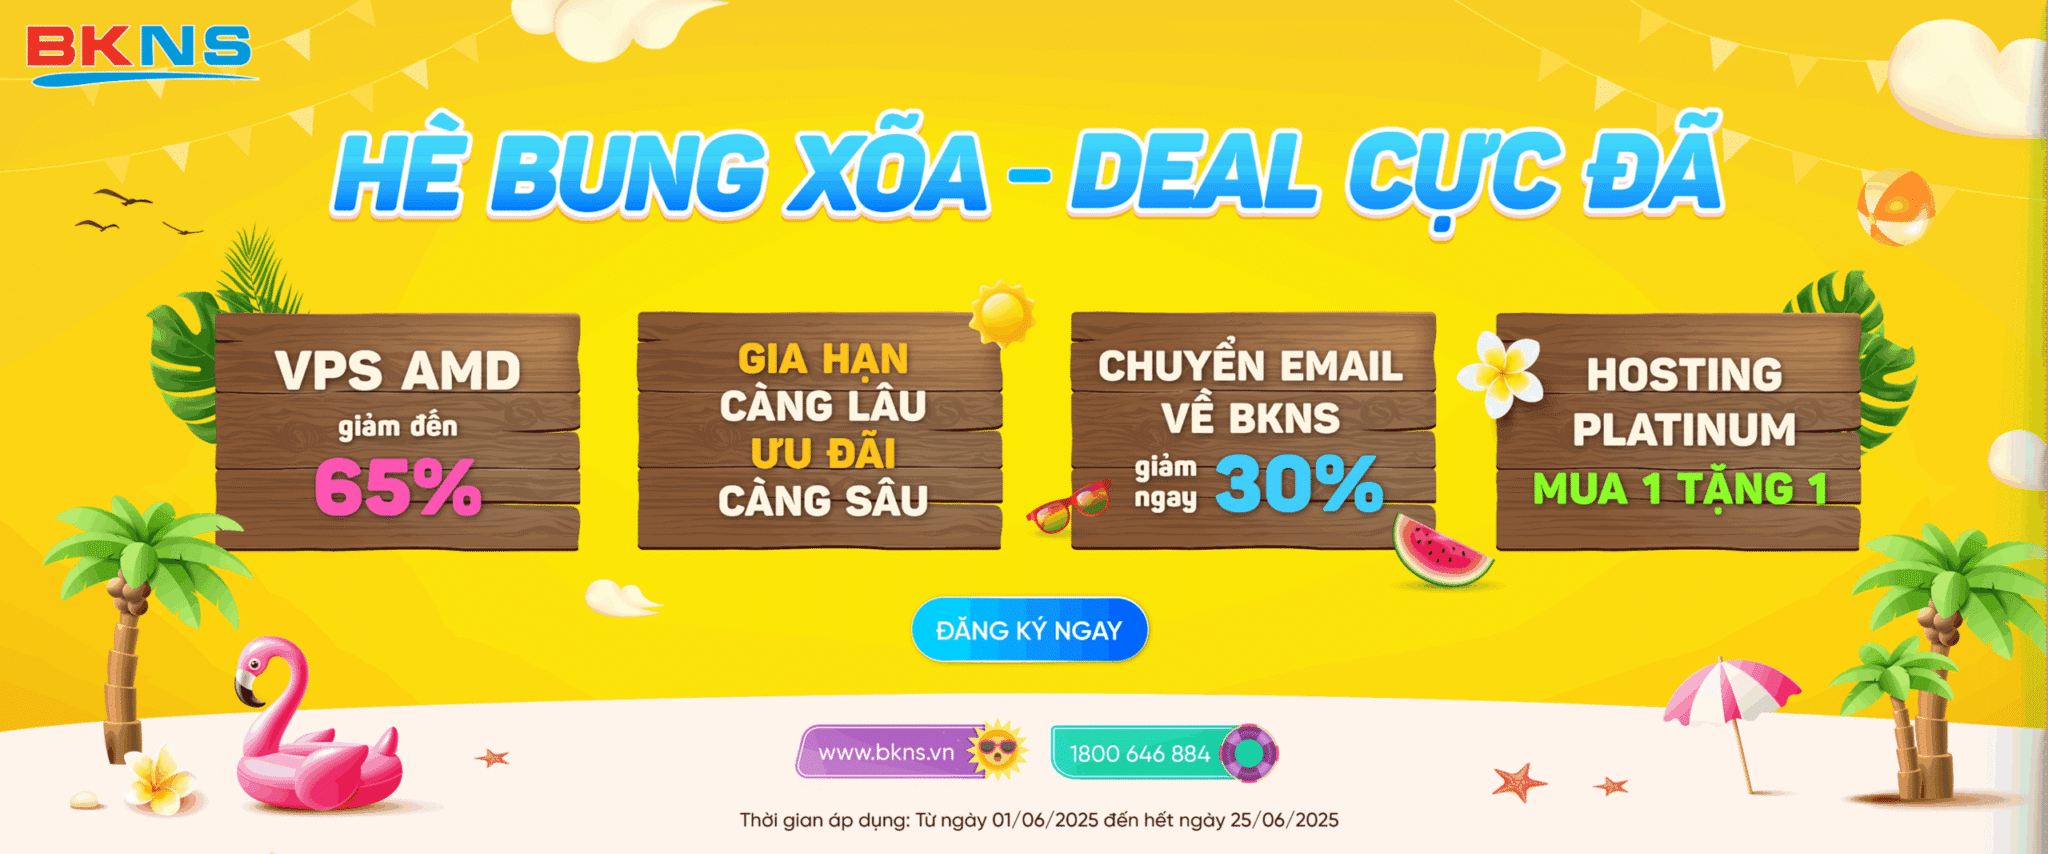 BKNS
HÈ BUNG XÕA - DEAL CỰC ĐÃ
VPS AMD
giảm đến
65%
GIA HẠN
CÀNG LÂU
ƯU ĐÃI
CÀNG SÂU
CHUYỂN EMAIL
VỀ BKNS
giảm ngay 30%
HOSTING
PLATINUM
MUA 1 TẶNG 1
ĐĂNG KÝ NGAY
www.bkns.vn
1800 646 884
Thời gian áp dụng: Từ ngày 01/06/2025 đến hết ngày 25/06/2025